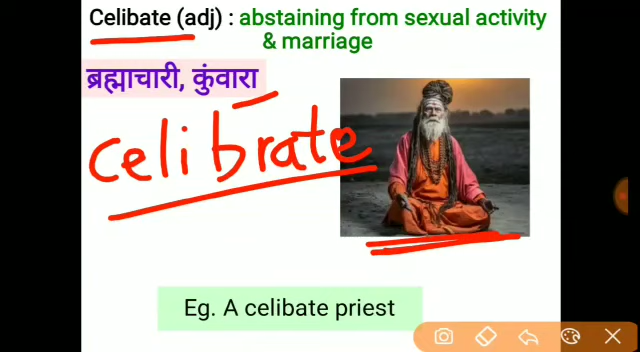 Celibate (adj) : abstaining from sexual activity
& marriage
ब्रह्माचारी, कुंवारा
celibrate
Eg. A celibate priest